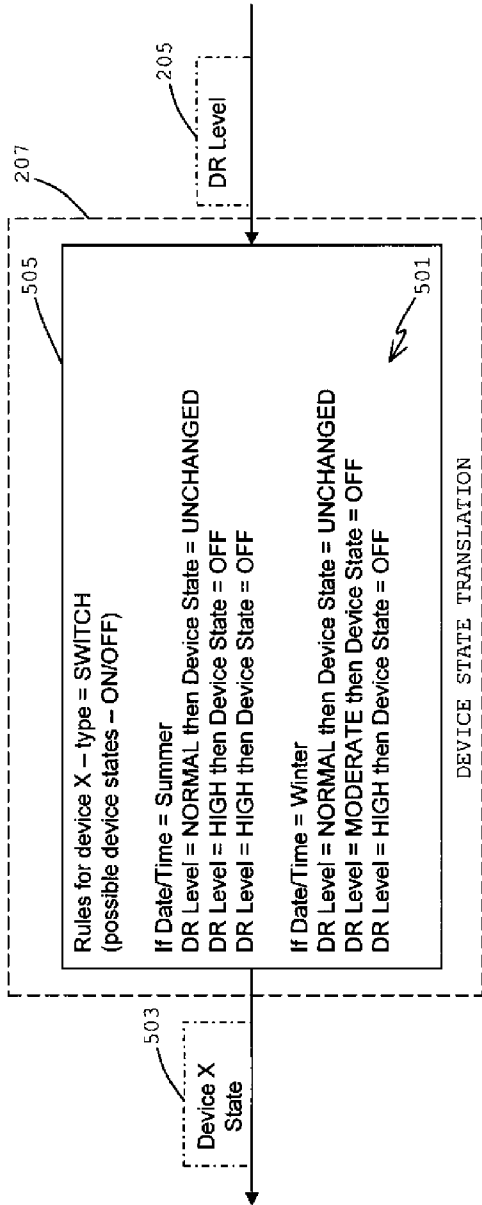 205
DR Level
207
505
Rules for device X – type = SWITCH
(possible device states – ON/OFF)
If Date/Time = Summer
DR Level = NORMAL then Device State = UNCHANGED
DR Level = HIGH then Device State = OFF
DR Level = HIGH then Device State = OFF
If Date/Time = Winter
DR Level = NORMAL then Device State = UNCHANGED
DR Level = MODERATE then Device State = OFF
DR Level = HIGH then Device State = OFF
501
DEVICE STATE TRANSLATION
503
Device X
State